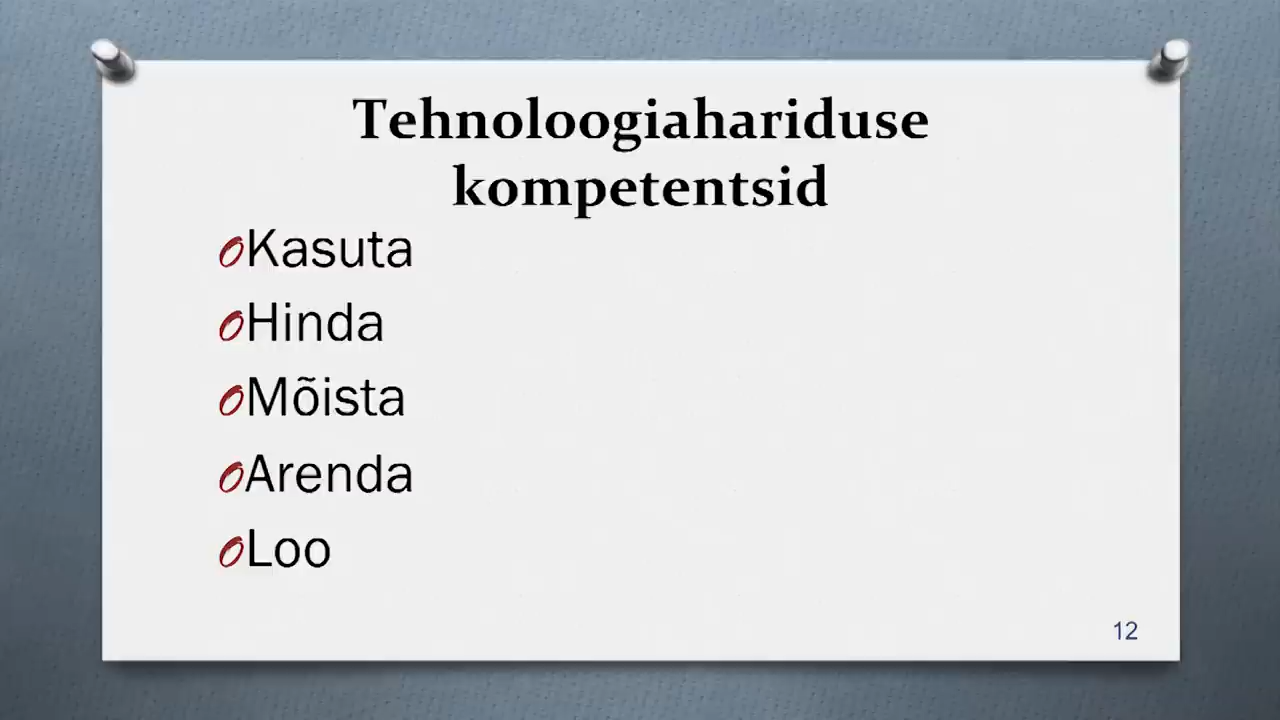 Tehnoloogiahariduse
kompetentsid
Kasuta
Hinda
Mõista
Arenda
Loo
12